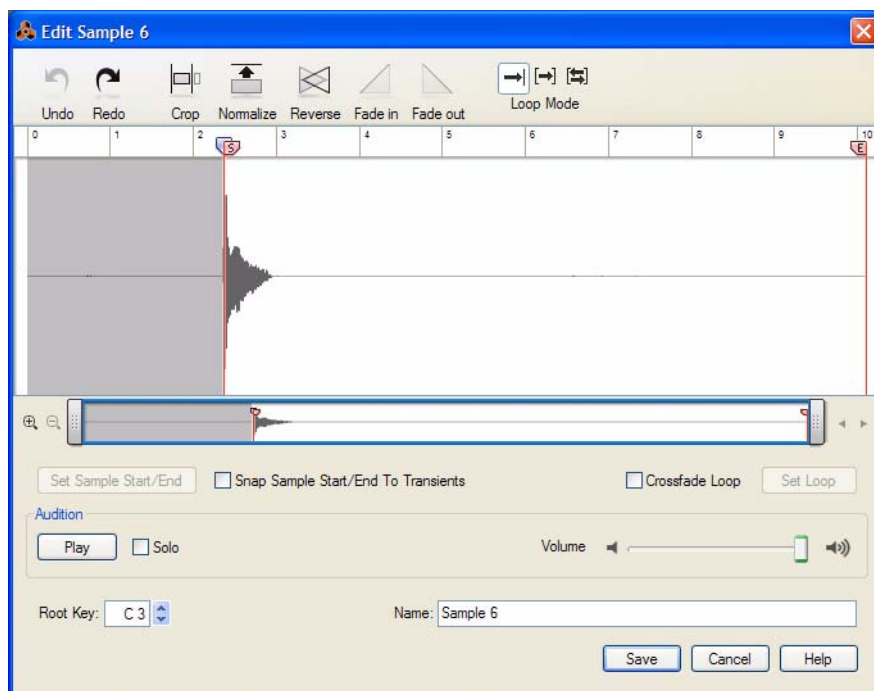 Edit Sample 6
Undo Redo Crop Normalize Reverse Fade in Fade out Loop Mode
0 1 2 3 4 5 6 7 8 9 10
S E
Set Sample Start/End Snap Sample Start/End To Transients Crossfade Loop Set Loop
Audition
Play Solo Volume
Root Key: C 3 Name: Sample 6
Save Cancel Help